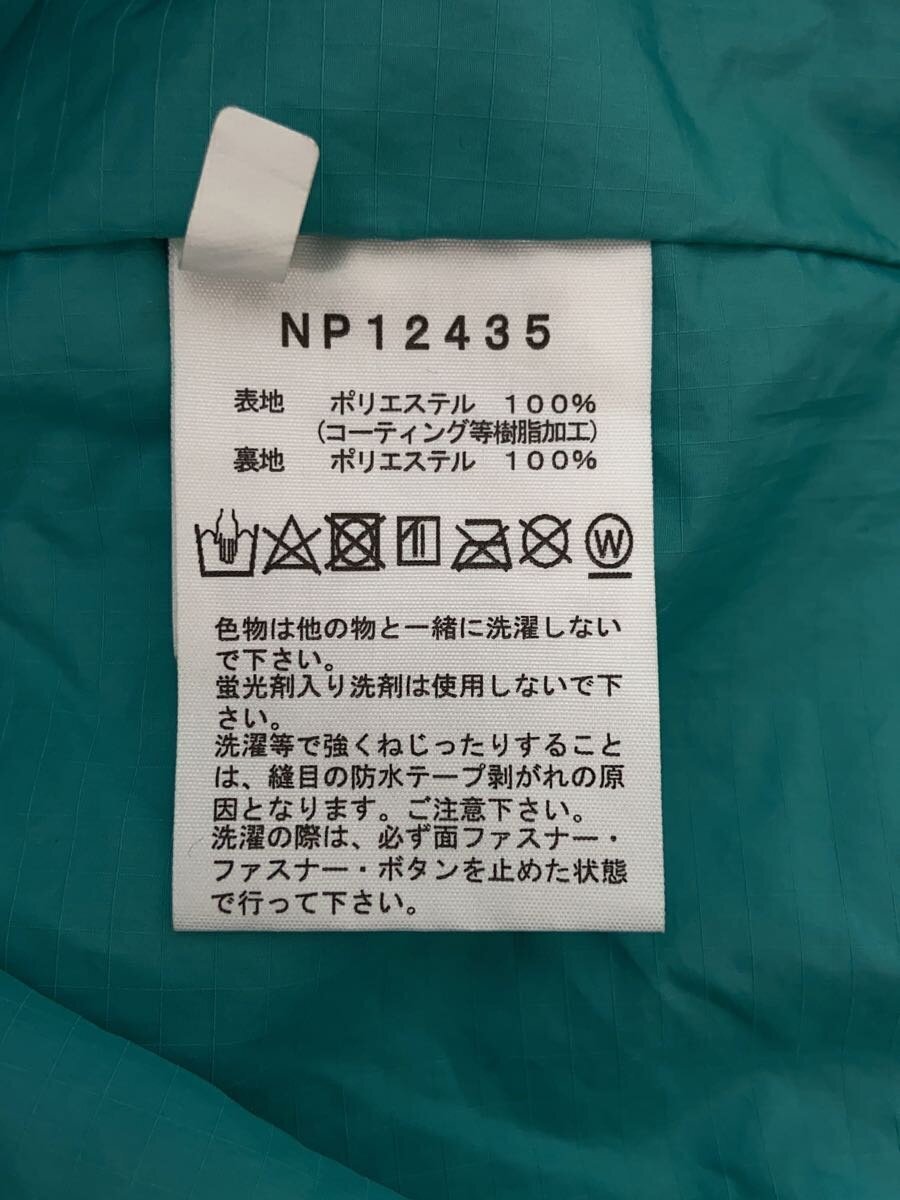 NP12435
表地 ポリエステル 100%
(コーティング等樹脂加工)
裏地 ポリエステル 100%
W
色物は他の物と一緒に洗濯しない
で下さい。
蛍光剤入り洗剤は使用しないで下
さい。
洗濯等で強くねじったりすること
は、縫目の防水テープ剥がれの原
因となります。ご注意下さい。
洗濯の際は、必ず面ファスナー・
ファスナー・ボタンを止めた状態
で行って下さい。